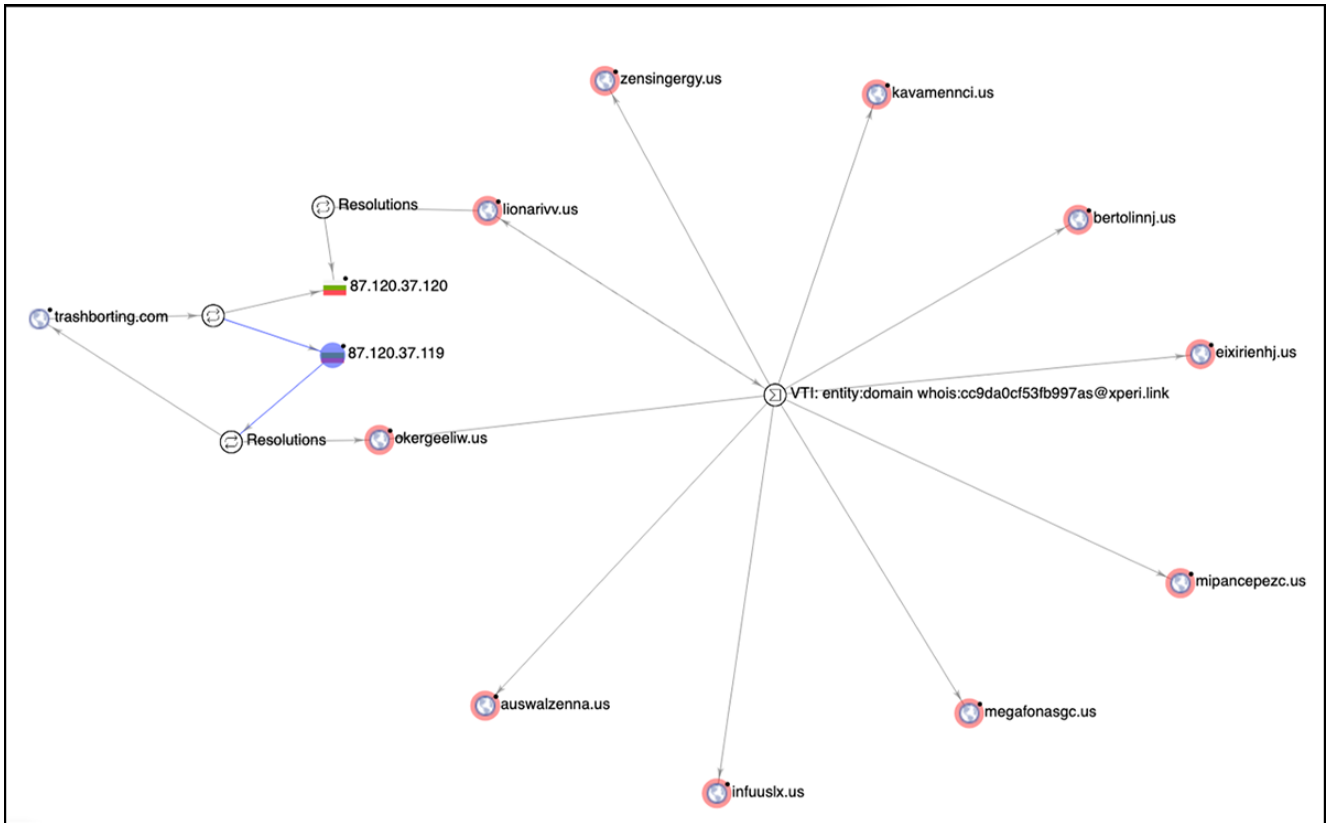 zensingergy.us
kavamennci.us
Resolutions
lionarivv.us
bertolinnj.us
87.120.37.120
trashborting.com
87.120.37.119
eixirienhj.us
VTI: entity:domain whois:cc9da0cf53fb997as@xperi.link
Resolutions
okergeeliw.us
mipancepezc.us
auswalzenna.us
megafonasgc.us
infuuslx.us